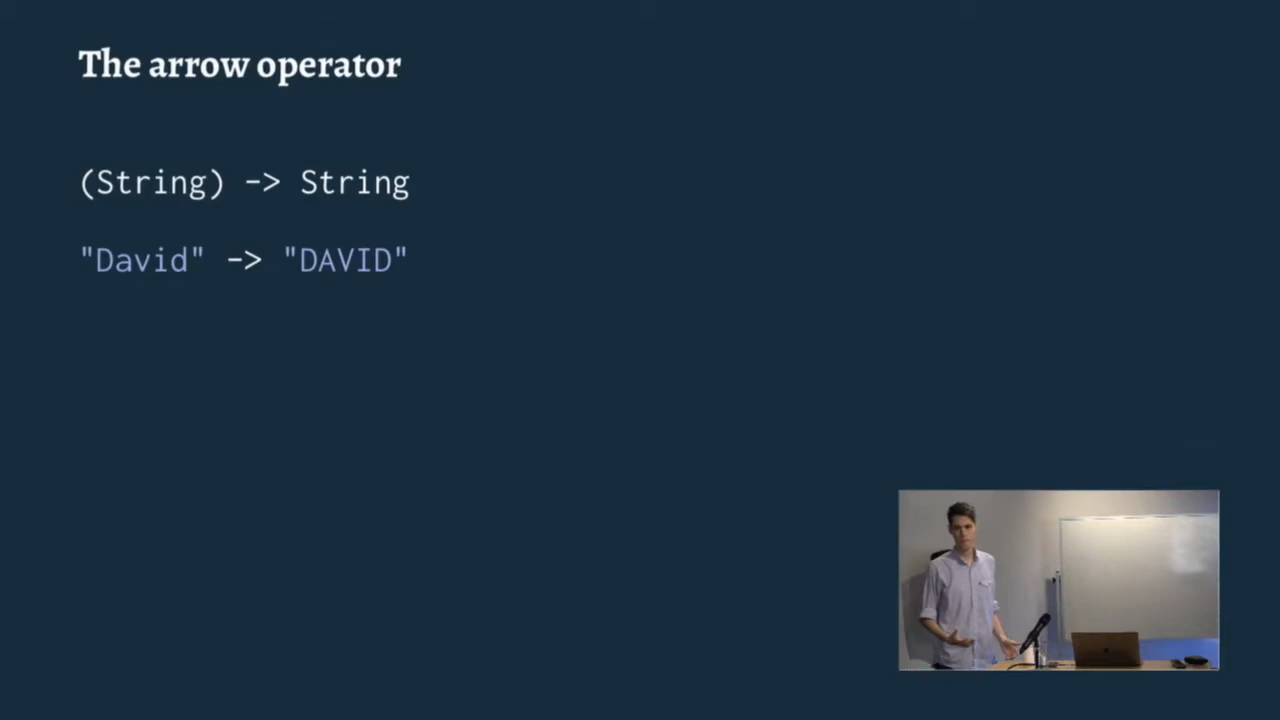 The arrow operator
(String) -> String
"David" -> "DAVID"